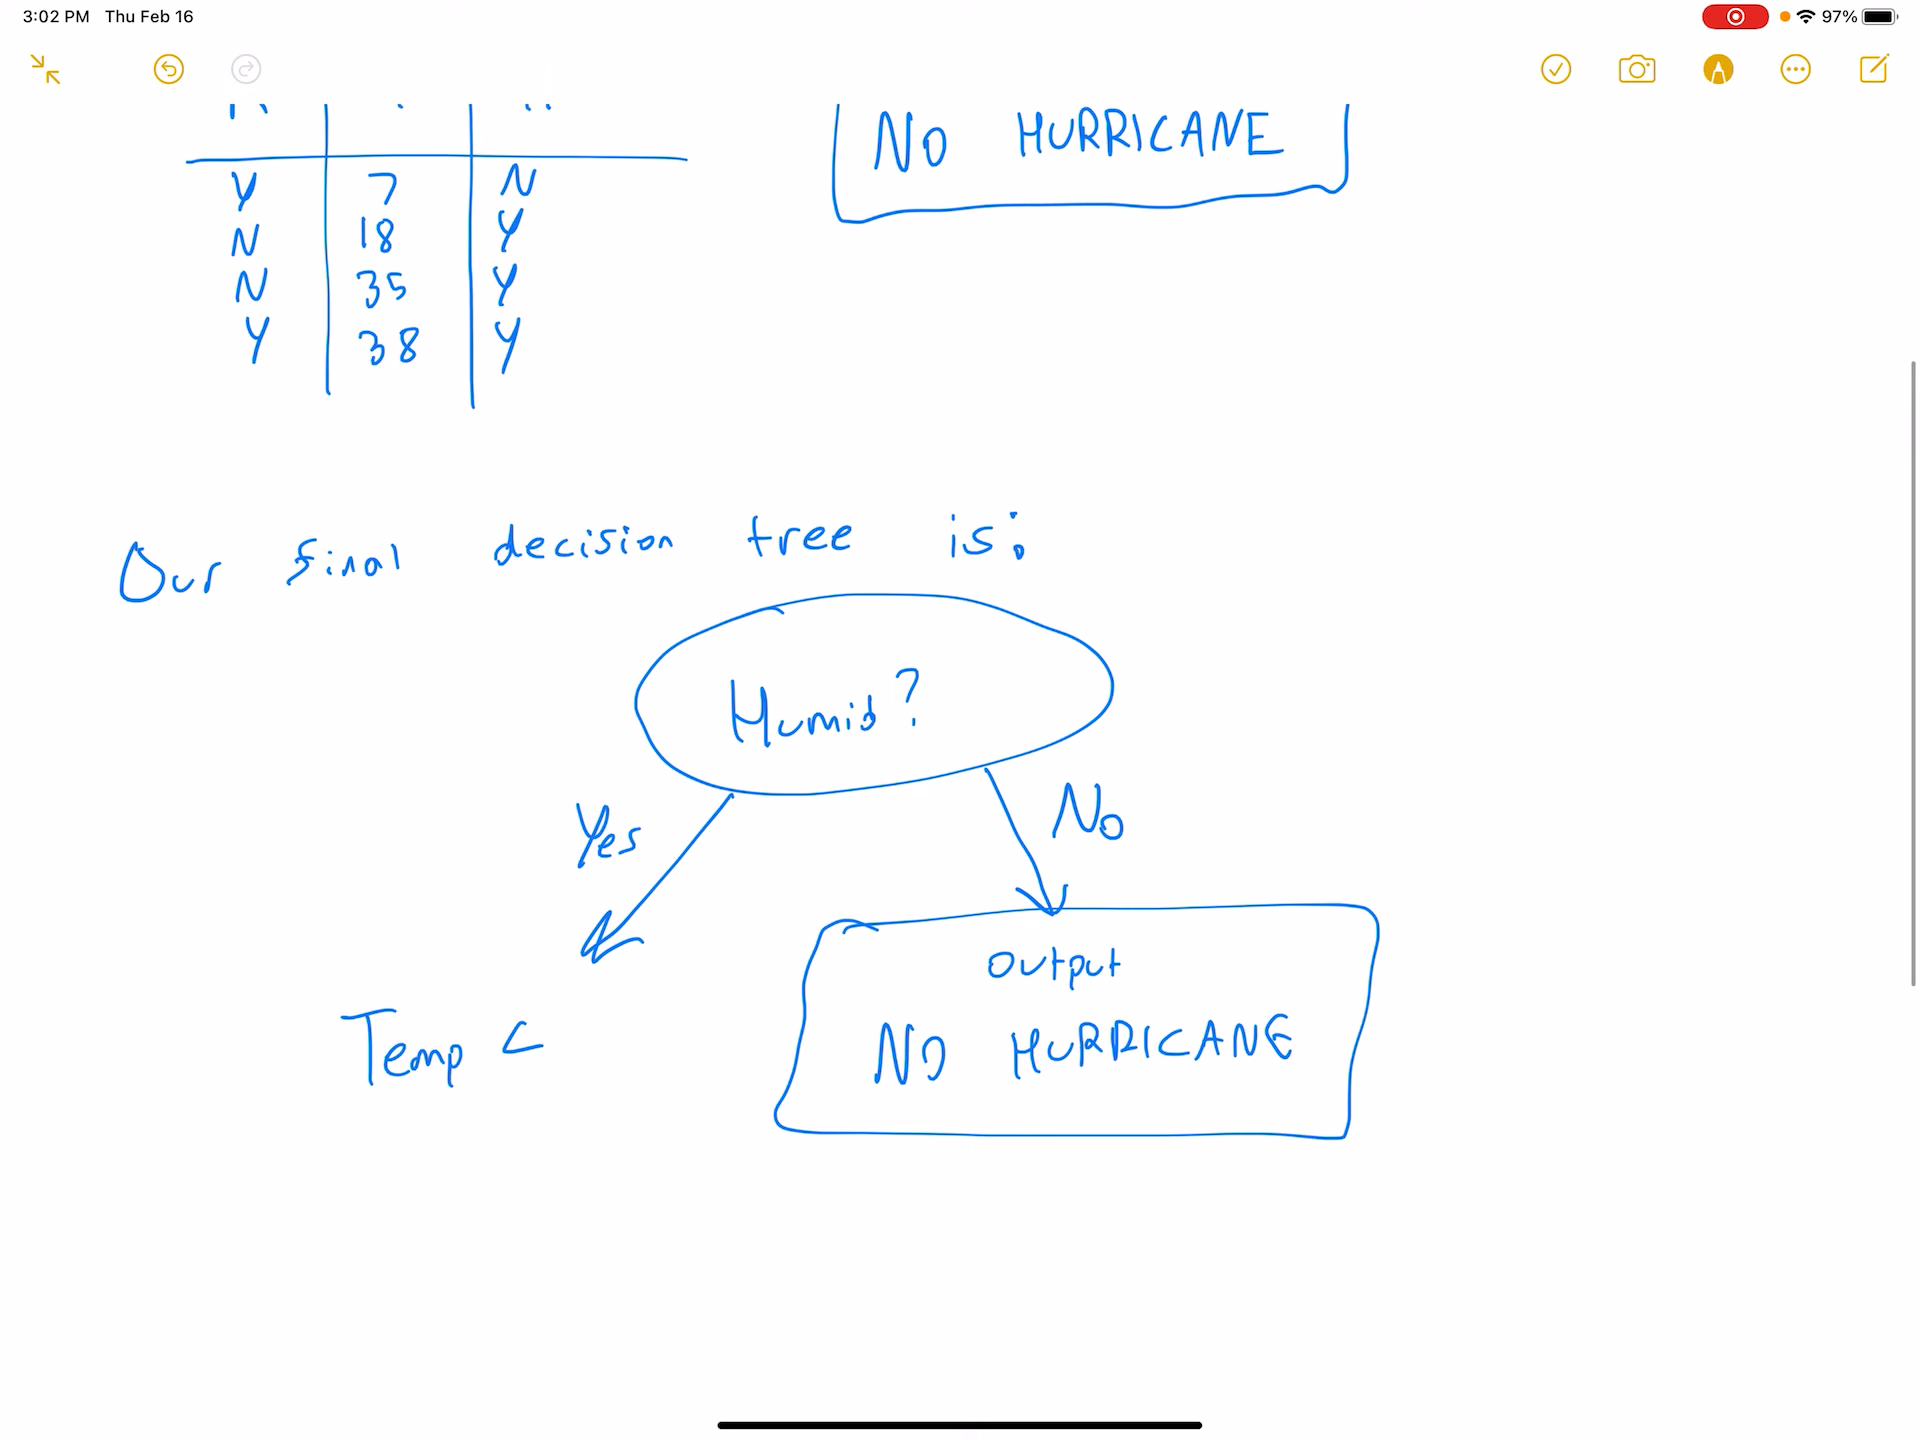 3:02 PM Thu Feb 16
97%
NO HURRICANE
Y 7 N
N 18 Y
N 35 Y
Y 38 Y
Our final decision tree is:
Humid?
Yes
No
Output
Temp <
NO HURRICANE